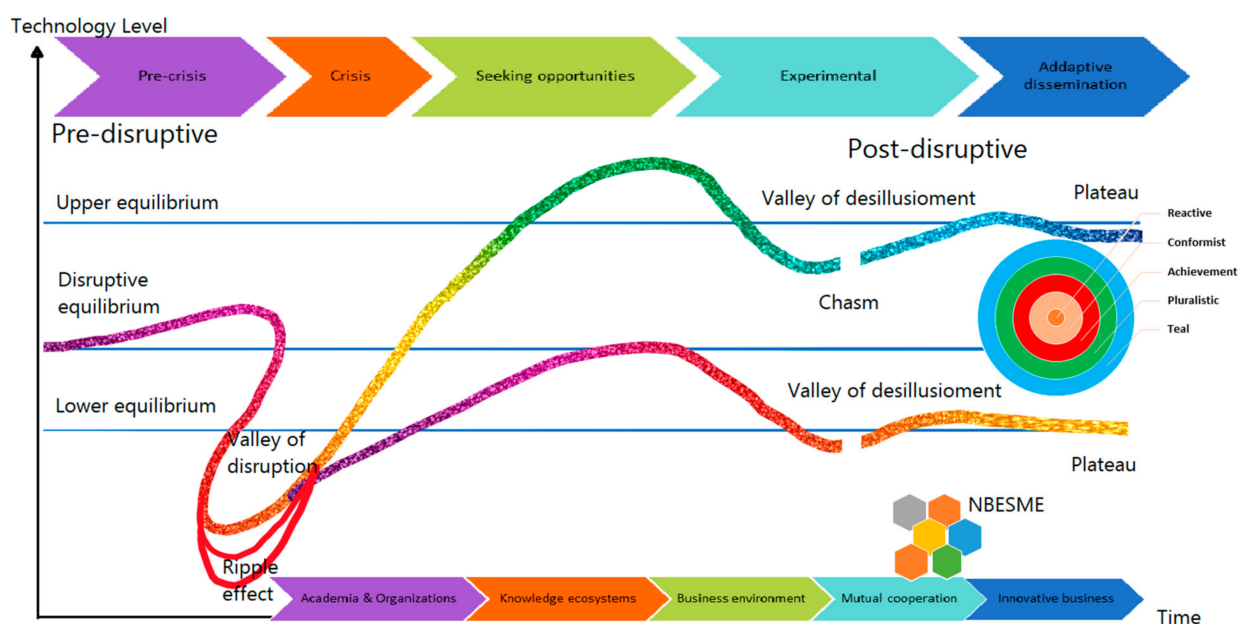 Technology Level
Pre-crisis
Crisis
Seeking opportunities
Experimental
Addaptive
dissemination
Pre-disruptive
Post-disruptive
Upper equilibrium
Valley of desillusioment
Plateau
Reactive
Conformist
Disruptive
equilibrium
Achievement
Chasm
Pluralistic
Teal
Lower equilibrium
Valley of desillusioment
Valley of
disruption
Plateau
NBESME
Ripple
effect
Academia & Organizations
Knowledge ecosystems
Business environment
Mutual cooperation
Innovative business
Time